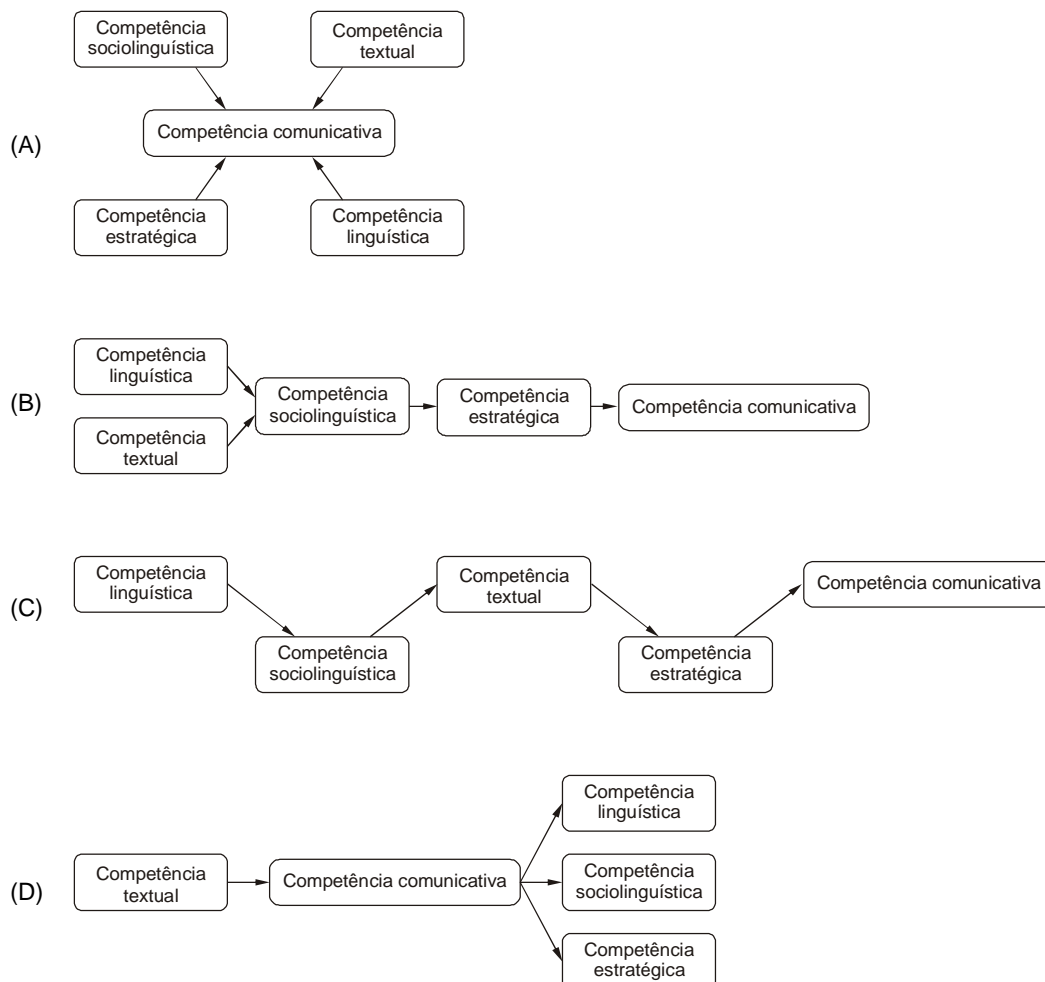 Competência
sociolinguística
Competência
textual
(A)
Competência comunicativa
Competência
estratégica
Competência
linguística
Competência
linguística
(B)
Competência
sociolinguística
Competência
estratégica
Competência comunicativa
Competência
textual
Competência
linguística
Competência
textual
Competência comunicativa
(C)
Competência
sociolinguística
Competência
estratégica
Competência
linguística
(D)
Competência
textual
Competência comunicativa
Competência
sociolinguística
Competência
estratégica